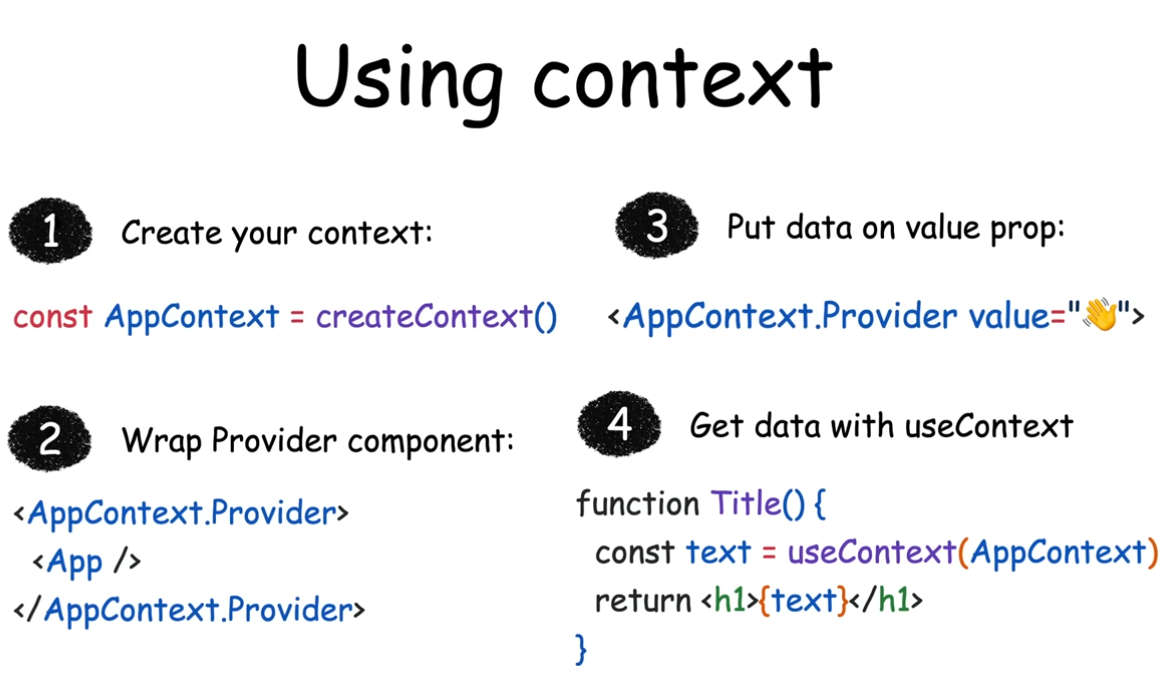 Using context
1 Create your context:
const AppContext = createContext()
2 Wrap Provider component:
<AppContext.Provider>
<App />
</AppContext.Provider>
3 Put data on value prop:
<AppContext.Provider value="👋">
4 Get data with useContext
function Title() {
const text = useContext(AppContext)
return <h1>{text}</h1>
}